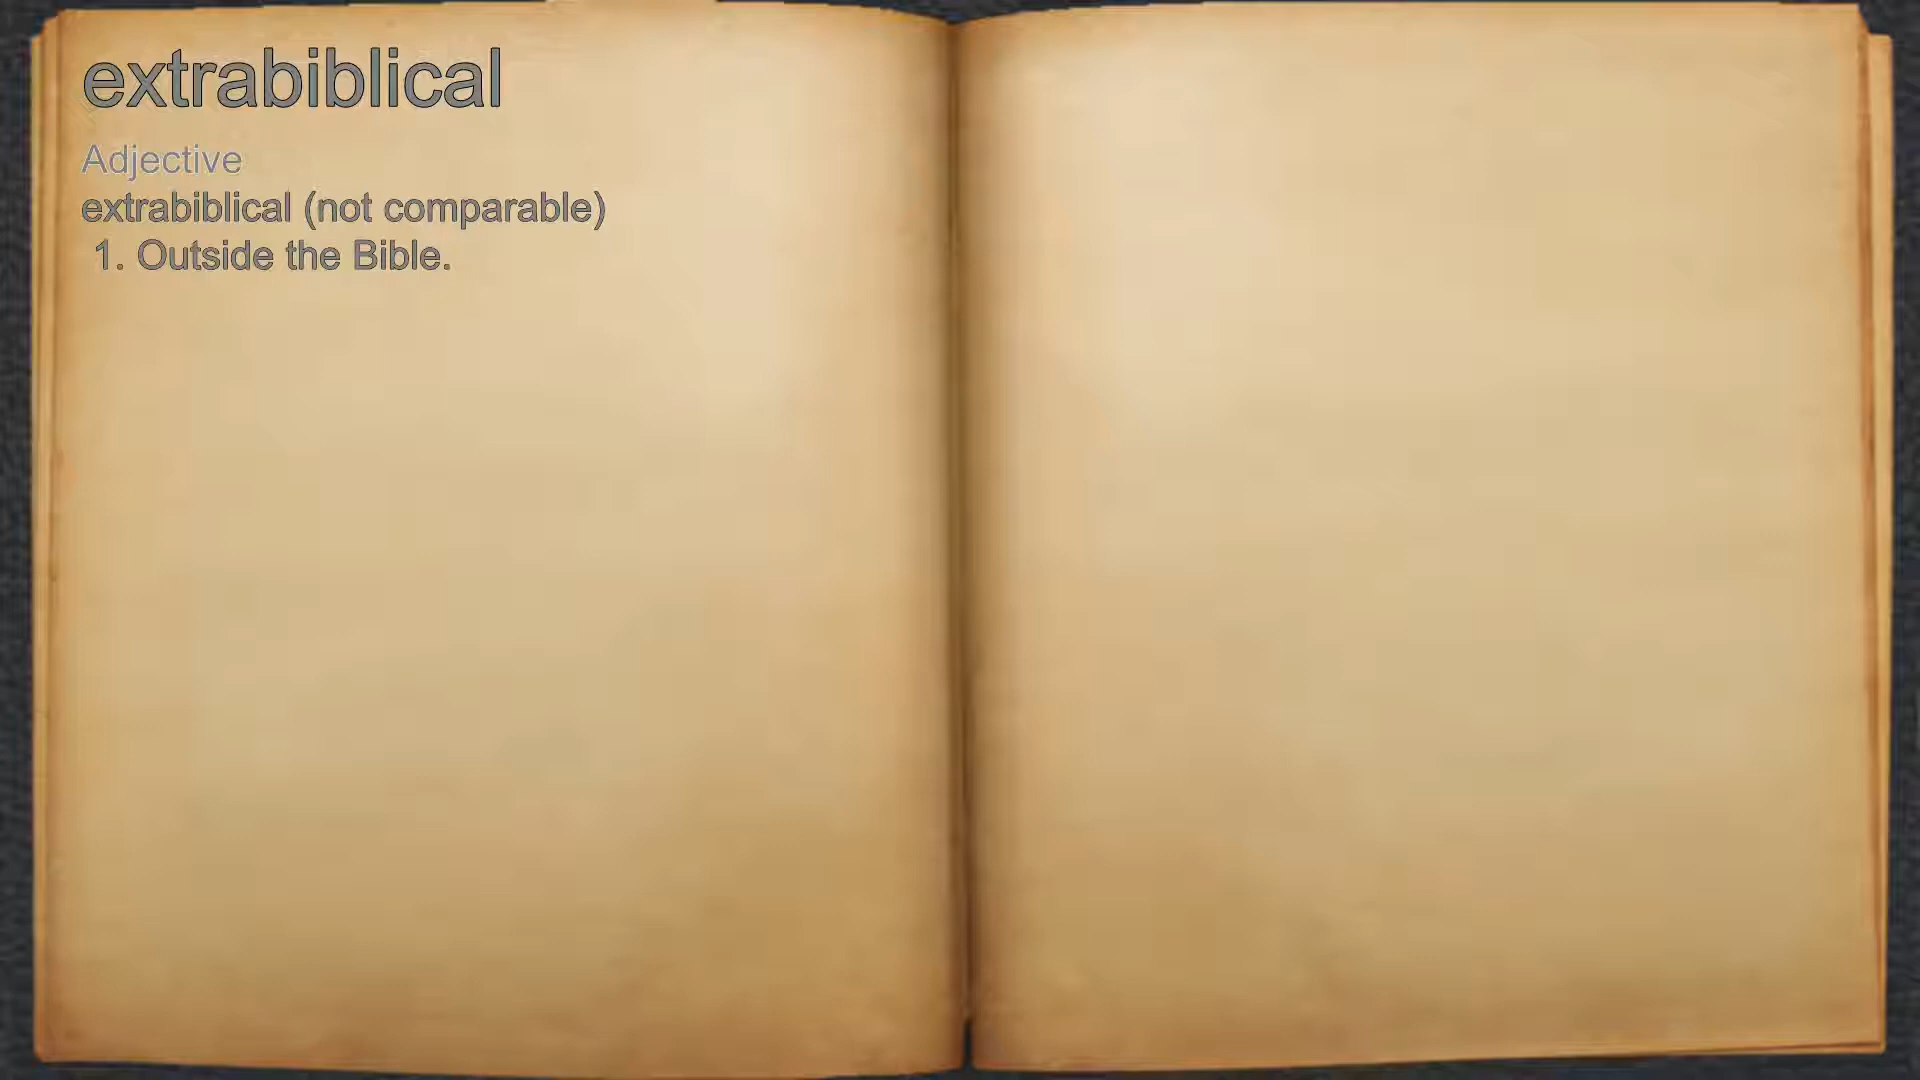 extrabiblical
Adjective
extrabiblical (not comparable)
1. Outside the Bible.